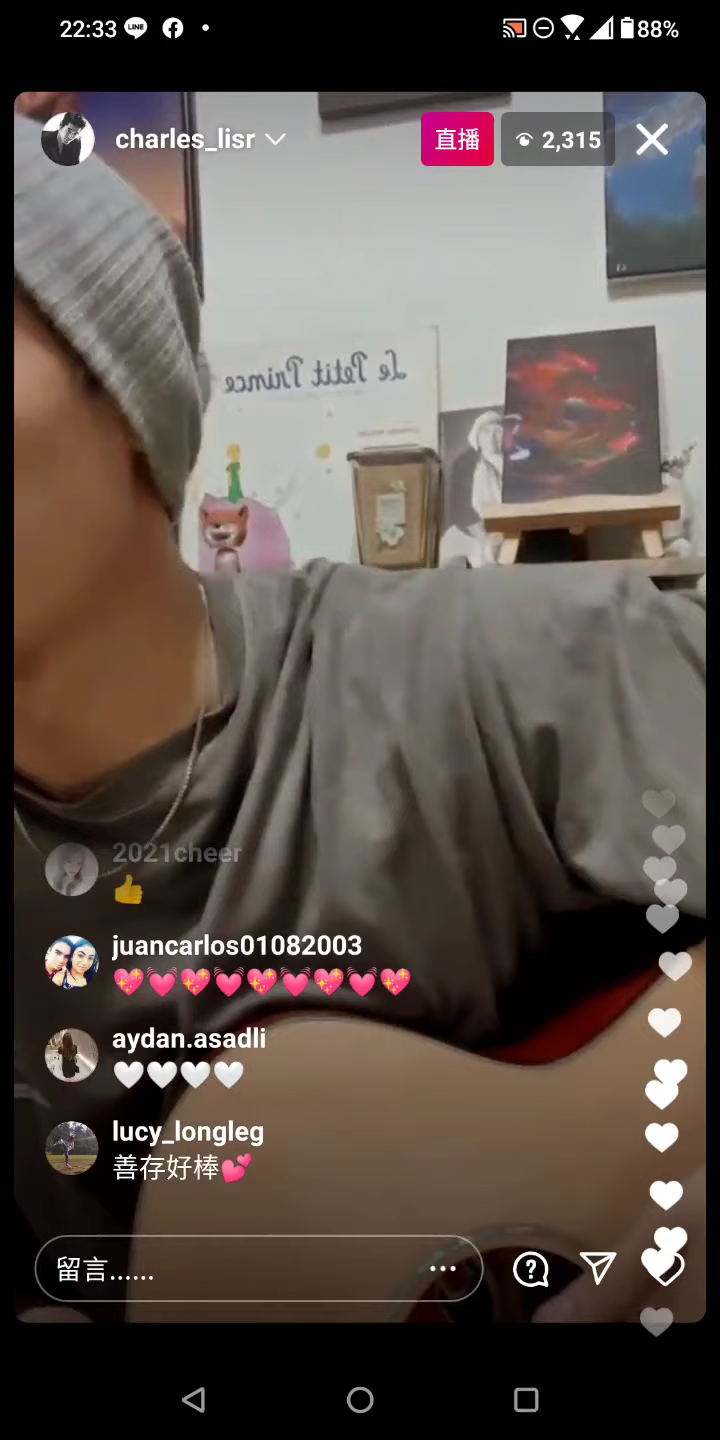 22:33
LINE
88%
charles_lisr
直播
2,315
Le Petit Prince
2021cheer
👍
juancarlos01082003
💖💓💖💓💖💓💖💓💖
aydan.asadli
🤍🤍🤍🤍
lucy_longleg
善存好棒💕
留言......